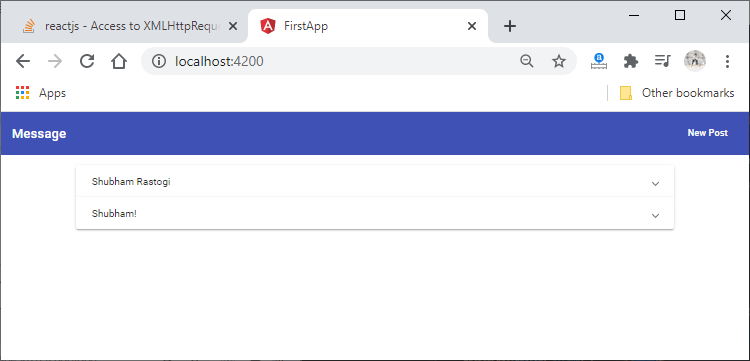 reactjs - Access to XMLHttpRequ
FirstApp
localhost:4200
Apps
Other bookmarks
Message
New Post
Shubham Rastogi
Shubham!